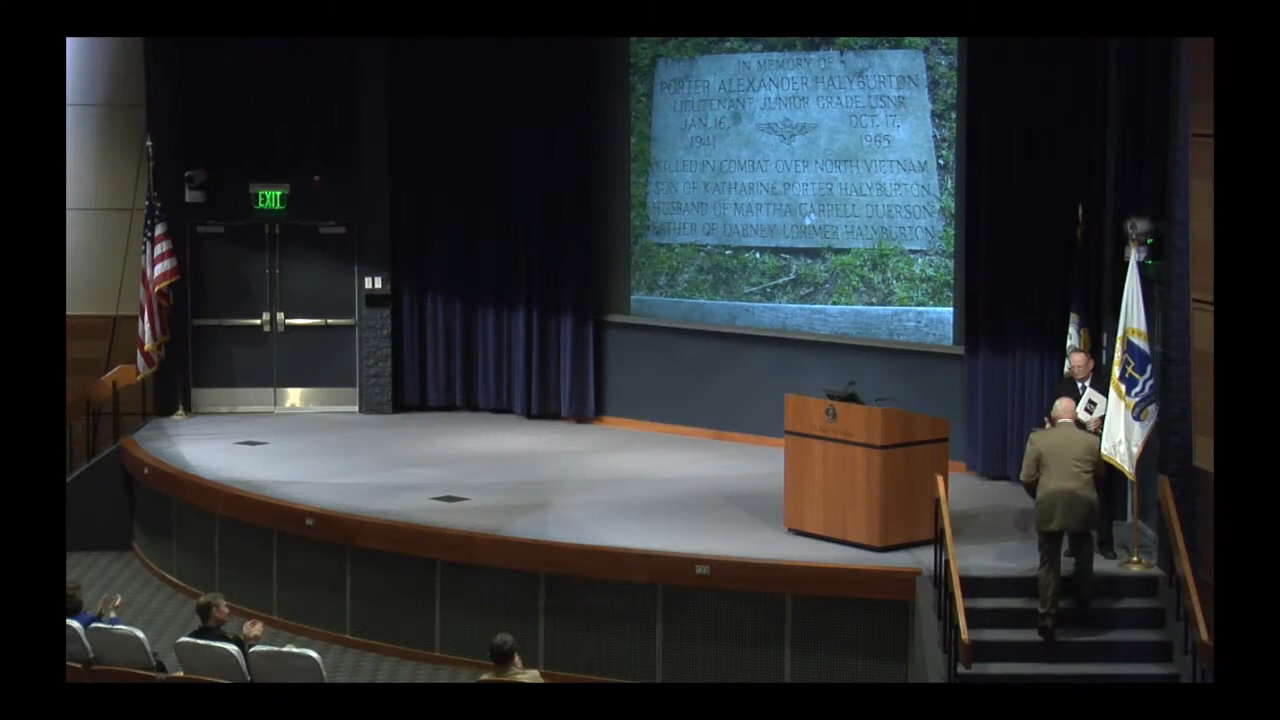 IN MEMORY OF
PORTER ALEXANDER HALYBURTON
LIEUTENANT JUNIOR GRADE USNR
JAN. 16, OCT. 17,
1941 1965
KILLED IN COMBAT OVER NORTH VIETNAM
SON OF KATHARINE PORTER HALYBURTON
HUSBAND OF MARTHA CARRELL DUERSON
FATHER OF DABNEY LORIMER HALYBURTON
EXIT